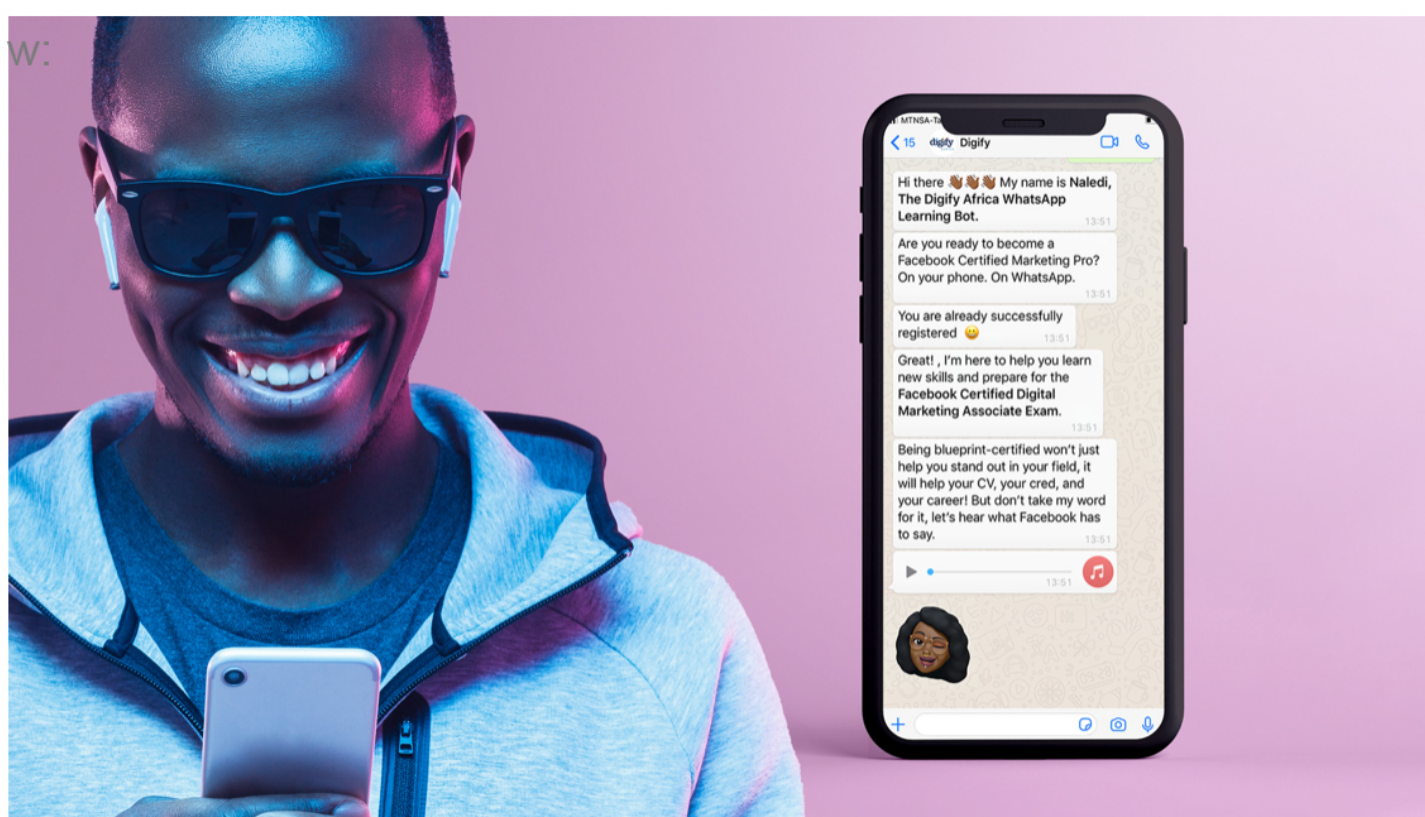 w:
MTNSA-Ta
15 digify Digify
Hi there 👋🏾👋🏾👋🏾 My name is Naledi,
The Digify Africa WhatsApp
Learning Bot.
13:51
Are you ready to become a
Facebook Certified Marketing Pro?
On your phone. On WhatsApp.
13:51
You are already successfully
registered 😀
13:51
Great! , I'm here to help you learn
new skills and prepare for the
Facebook Certified Digital
Marketing Associate Exam.
13:51
Being blueprint-certified won't just
help you stand out in your field, it
will help your CV, your cred, and
your career! But don't take my word
for it, let's hear what Facebook has
to say.
13:51
13:51